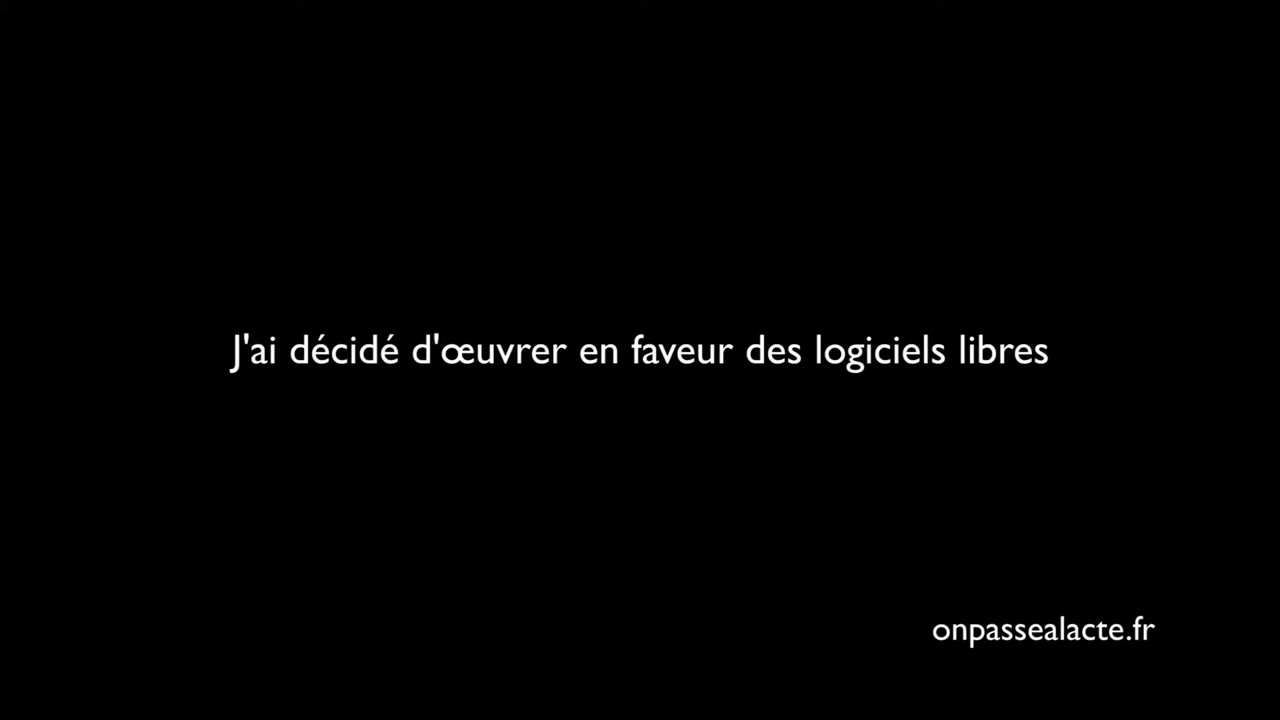 J'ai décidé d'œuvrer en faveur des logiciels libres
onpassealacte.fr